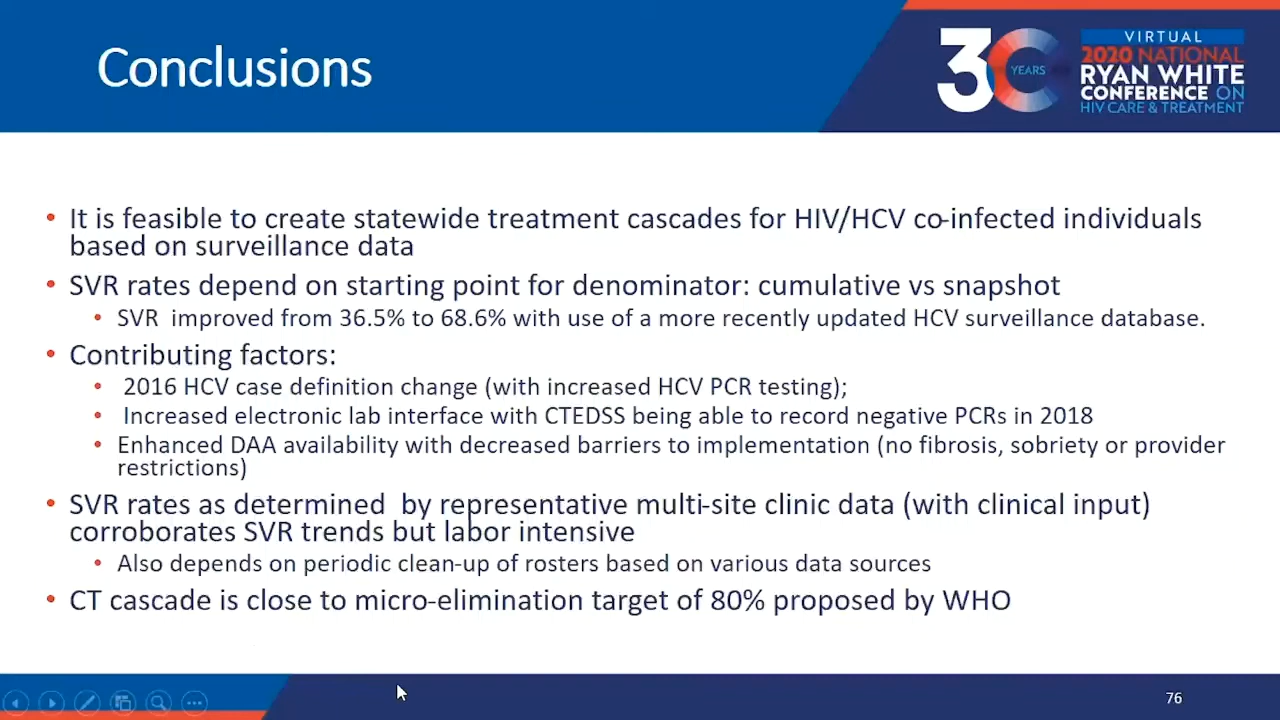 Conclusions
30 YEARS
VIRTUAL
2020 NATIONAL
RYAN WHITE
CONFERENCE ON
HIV CARE & TREATMENT
• It is feasible to create statewide treatment cascades for HIV/HCV co-infected individuals
based on surveillance data
• SVR rates depend on starting point for denominator: cumulative vs snapshot
• SVR improved from 36.5% to 68.6% with use of a more recently updated HCV surveillance database.
• Contributing factors:
• 2016 HCV case definition change (with increased HCV PCR testing);
• Increased electronic lab interface with CTEDSS being able to record negative PCRs in 2018
• Enhanced DAA availability with decreased barriers to implementation (no fibrosis, sobriety or provider
restrictions)
• SVR rates as determined by representative multi-site clinic data (with clinical input)
corroborates SVR trends but labor intensive
• Also depends on periodic clean-up of rosters based on various data sources
• CT cascade is close to micro-elimination target of 80% proposed by WHO
76